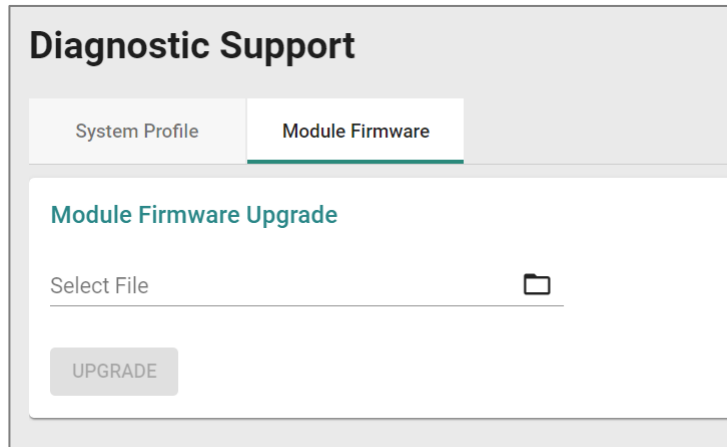 Diagnostic Support
System Profile
Module Firmware
Module Firmware Upgrade
Select File
UPGRADE